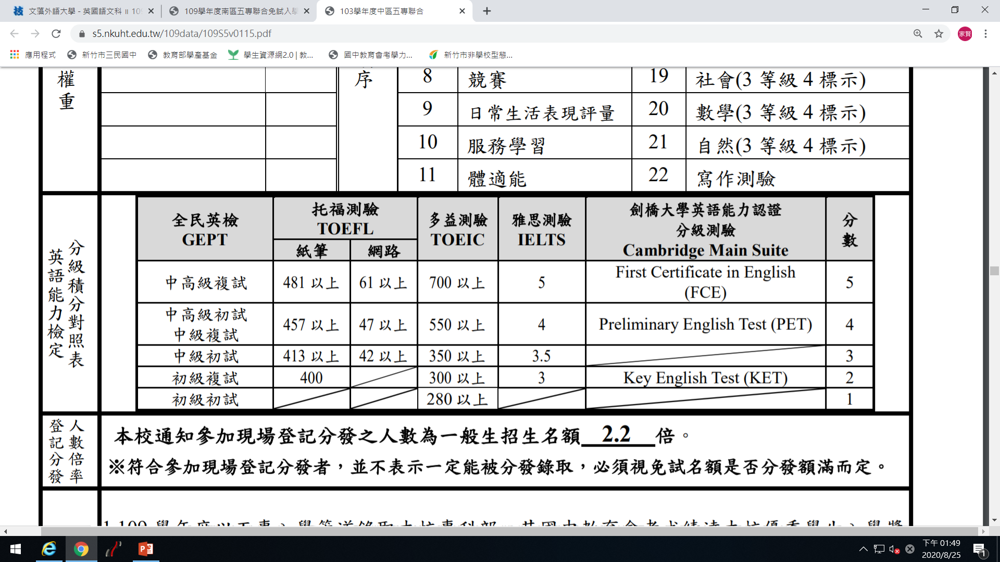 文藻外語大學 - 英國語文科 ॥ 109
109學年度南區五專聯合免試入學
103學年度中區五專聯合
s5.nkuht.edu.tw/109data/109S5v0115.pdf
家賢
應用程式
新竹市三民國中
教育部學產基金
學生資源網2.0 | 教...
國中教育會考學力...
新竹市非學校型態...
權重
序
8 競賽 19 社會(3 等級 4 標示)
9 日常生活表現評量 20 數學(3 等級 4 標示)
10 服務學習 21 自然(3 等級 4 標示)
11 體適能 22 寫作測驗
英語能力檢定
分級積分對照表
全民英檢
GEPT
托福測驗
TOEFL
紙筆 網路
多益測驗
TOEIC
雅思測驗
IELTS
劍橋大學英語能力認證
分級測驗
Cambridge Main Suite
分數
中高級複試 481 以上 61 以上 700 以上 5 First Certificate in English
(FCE) 5
中高級初試
中級複試 457 以上 47 以上 550 以上 4 Preliminary English Test (PET) 4
中級初試 413 以上 42 以上 350 以上 3.5 3
初級複試 400 300 以上 3 Key English Test (KET) 2
初級初試 280 以上 1
登記分發
人數倍率
本校通知參加現場登記分發之人數為一般生招生名額 2.2 倍。
※符合參加現場登記分發者，並不表示一定能被分發錄取，必須視免試名額是否分發額滿而定。
下午 01:49
2020/8/25
1